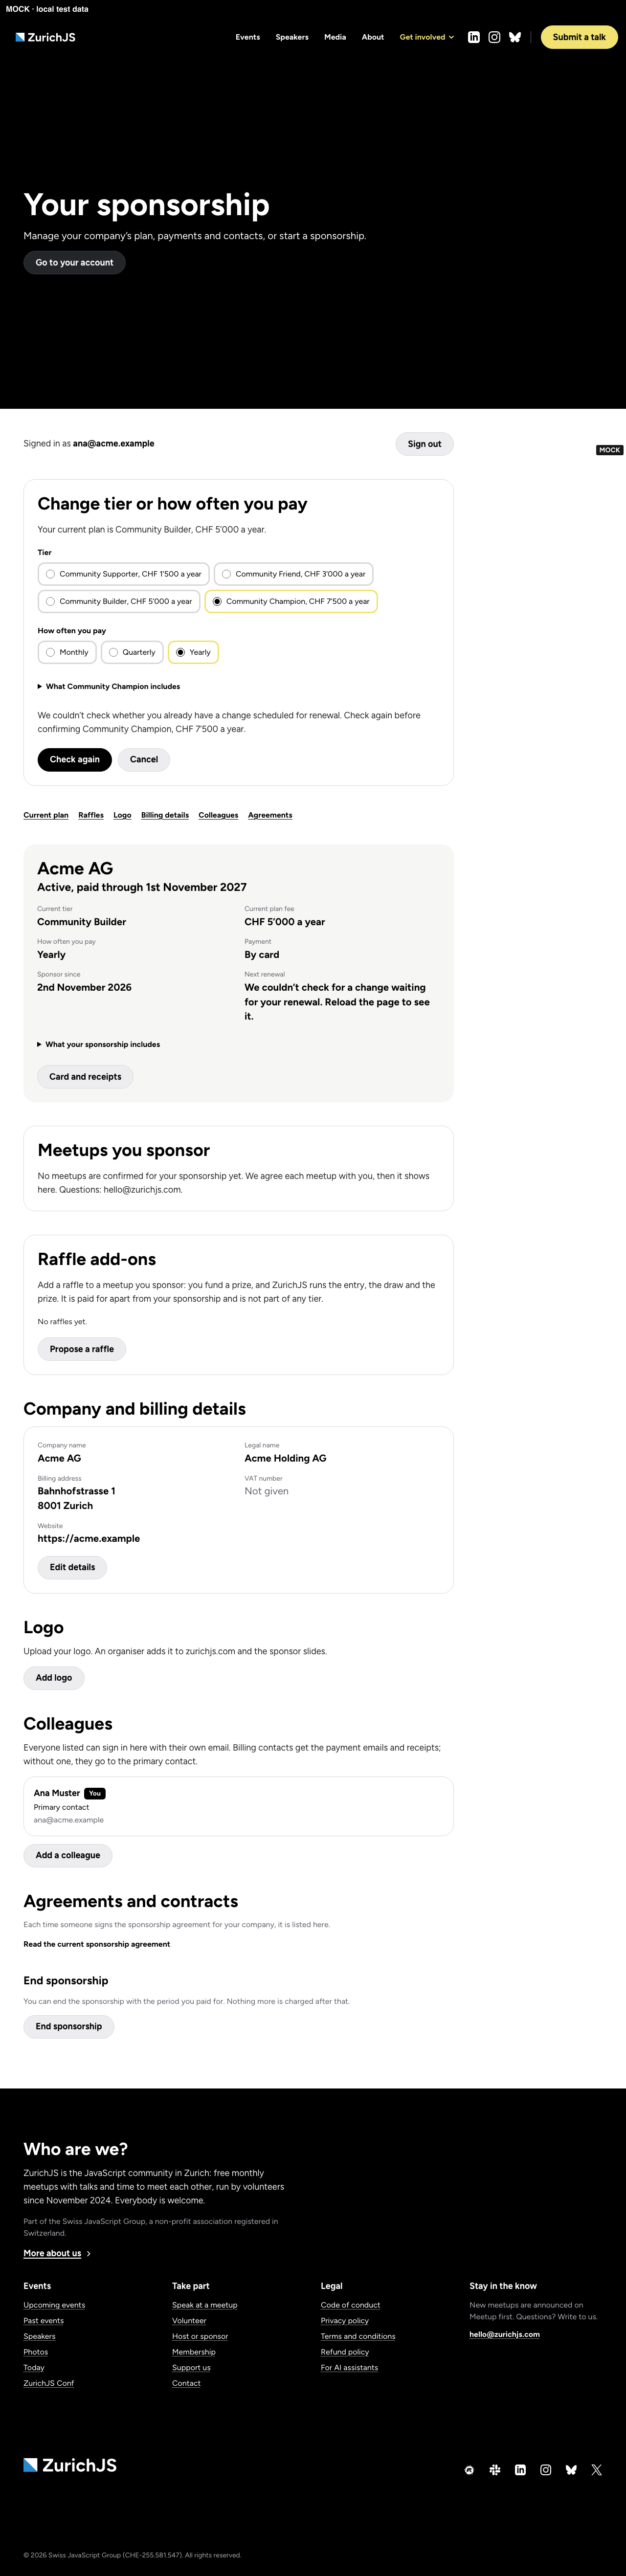 MOCK · local test data
ZurichJS
Events
Speakers
Media
About
Get involved
Submit a talk
Your sponsorship
Manage your company’s plan, payments and contacts, or start a sponsorship.
Go to your account
Signed in as ana@acme.example
Sign out
MOCK
Change tier or how often you pay
Your current plan is Community Builder, CHF 5’000 a year.
Tier
Community Supporter, CHF 1’500 a year
Community Friend, CHF 3’000 a year
Community Builder, CHF 5’000 a year
Community Champion, CHF 7’500 a year
How often you pay
Monthly
Quarterly
Yearly
What Community Champion includes
We couldn’t check whether you already have a change scheduled for renewal. Check again before
confirming Community Champion, CHF 7’500 a year.
Check again
Cancel
Current plan
Raffles
Logo
Billing details
Colleagues
Agreements
Acme AG
Active, paid through 1st November 2027
Current tier
Community Builder
Current plan fee
CHF 5’000 a year
How often you pay
Yearly
Payment
By card
Sponsor since
2nd November 2026
Next renewal
We couldn’t check for a change waiting
for your renewal. Reload the page to see
it.
What your sponsorship includes
Card and receipts
Meetups you sponsor
No meetups are confirmed for your sponsorship yet. We agree each meetup with you, then it shows
here. Questions: hello@zurichjs.com.
Raffle add-ons
Add a raffle to a meetup you sponsor: you fund a prize, and ZurichJS runs the entry, the draw and the
prize. It is paid for apart from your sponsorship and is not part of any tier.
No raffles yet.
Propose a raffle
Company and billing details
Company name
Acme AG
Legal name
Acme Holding AG
Billing address
Bahnhofstrasse 1
8001 Zurich
VAT number
Not given
Website
https://acme.example
Edit details
Logo
Upload your logo. An organiser adds it to zurichjs.com and the sponsor slides.
Add logo
Colleagues
Everyone listed can sign in here with their own email. Billing contacts get the payment emails and receipts;
without one, they go to the primary contact.
Ana Muster You
Primary contact
ana@acme.example
Add a colleague
Agreements and contracts
Each time someone signs the sponsorship agreement for your company, it is listed here.
Read the current sponsorship agreement
End sponsorship
You can end the sponsorship with the period you paid for. Nothing more is charged after that.
End sponsorship
Who are we?
ZurichJS is the JavaScript community in Zurich: free monthly
meetups with talks and time to meet each other, run by volunteers
since November 2024. Everybody is welcome.
Part of the Swiss JavaScript Group, a non-profit association registered in
Switzerland.
More about us
Events
Upcoming events
Past events
Speakers
Photos
Today
ZurichJS Conf
Take part
Speak at a meetup
Volunteer
Host or sponsor
Membership
Support us
Contact
Legal
Code of conduct
Privacy policy
Terms and conditions
Refund policy
For AI assistants
Stay in the know
New meetups are announced on
Meetup first. Questions? Write to us.
hello@zurichjs.com
ZurichJS
© 2026 Swiss JavaScript Group (CHE-255.581.547). All rights reserved.